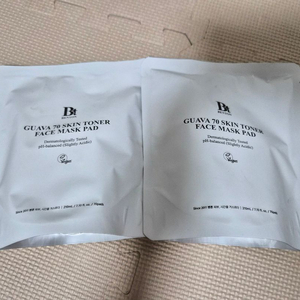 Bt
GUAVA 70 SKIN TONER
FACE MASK PAD
Dermatologically Tested
pH-balanced (Slightly Acidic)
Vegan
Bt
GUAVA 70 SKIN TONER
FACE MASK PAD
Dermatologically Tested
pH-balanced (Slightly Acidic)
Vegan